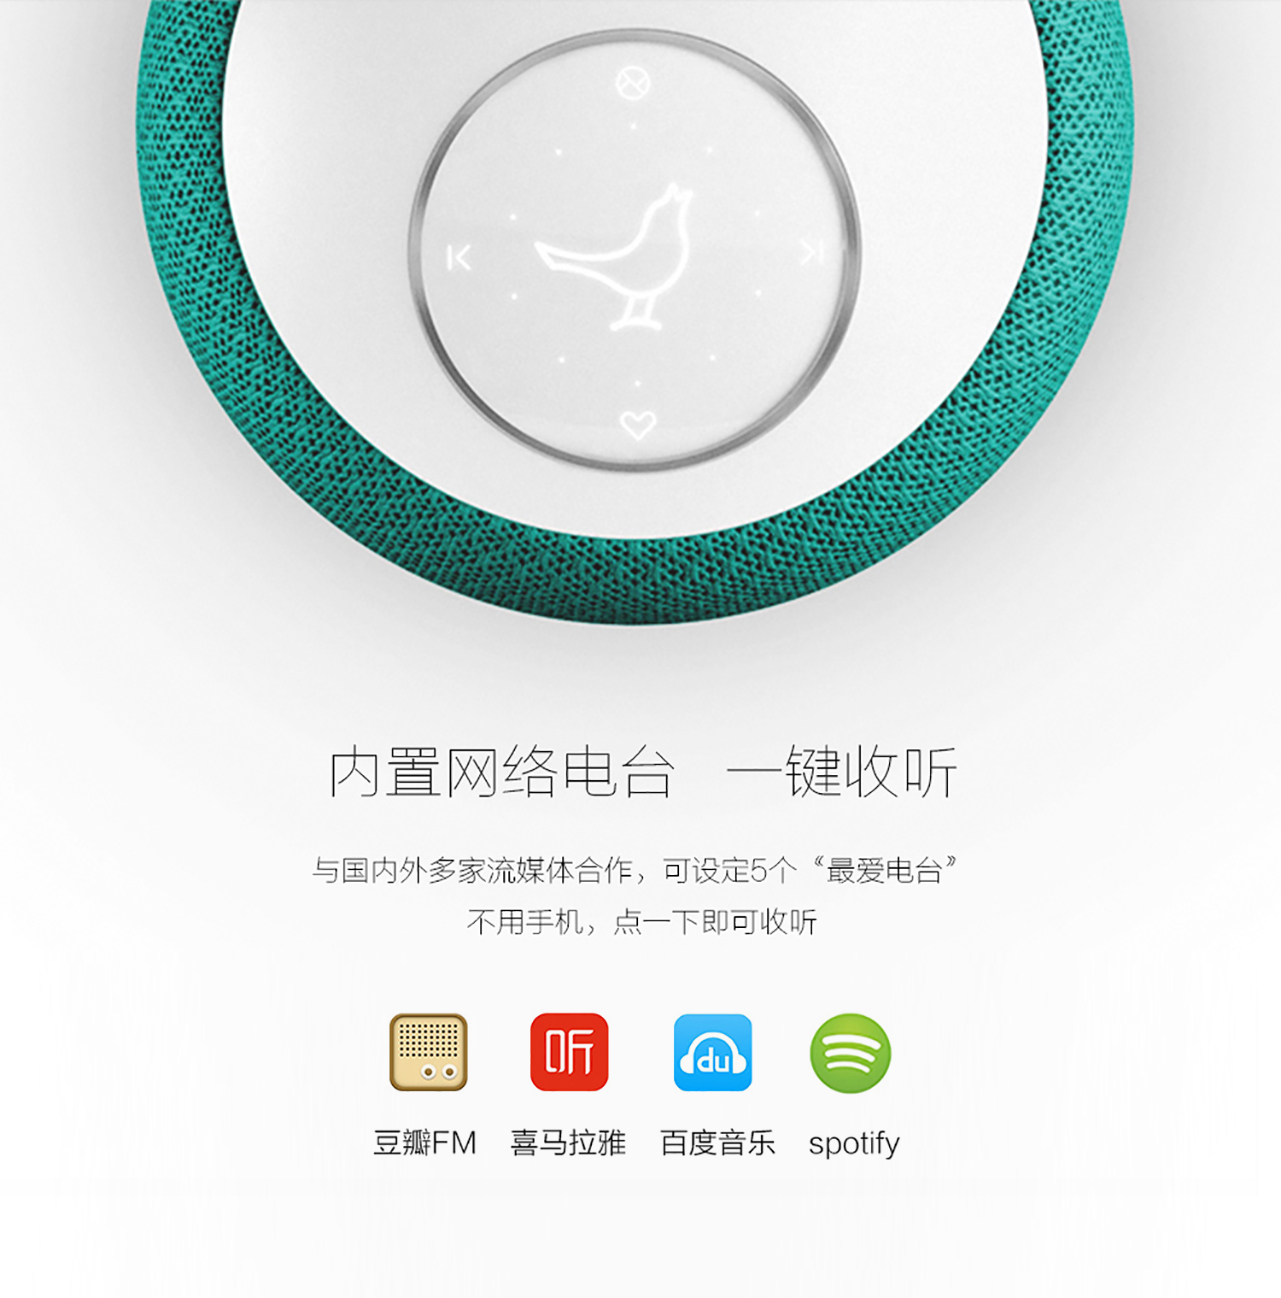 内置网络电台 一键收听
与国内外多家流媒体合作，可设定5个“最爱电台”
不用手机，点一下即可收听
听
du
豆瓣FM 喜马拉雅 百度音乐 spotify